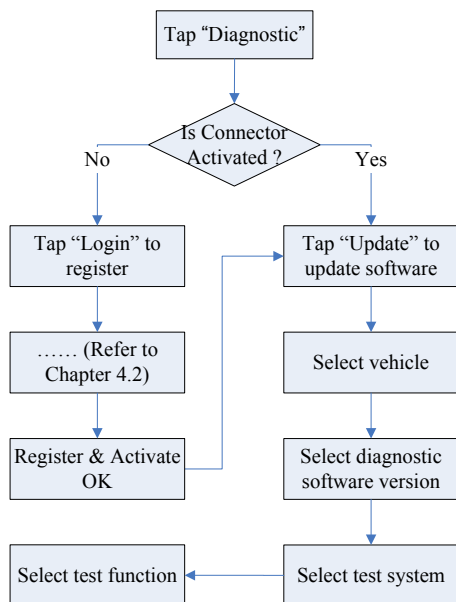 Tap “Diagnostic”
Is Connector
Activated ?
No
Yes
Tap “Login” to
register
Tap “Update” to
update software
…… (Refer to
Chapter 4.2)
Select vehicle
Register & Activate
OK
Select diagnostic
software version
Select test function
Select test system